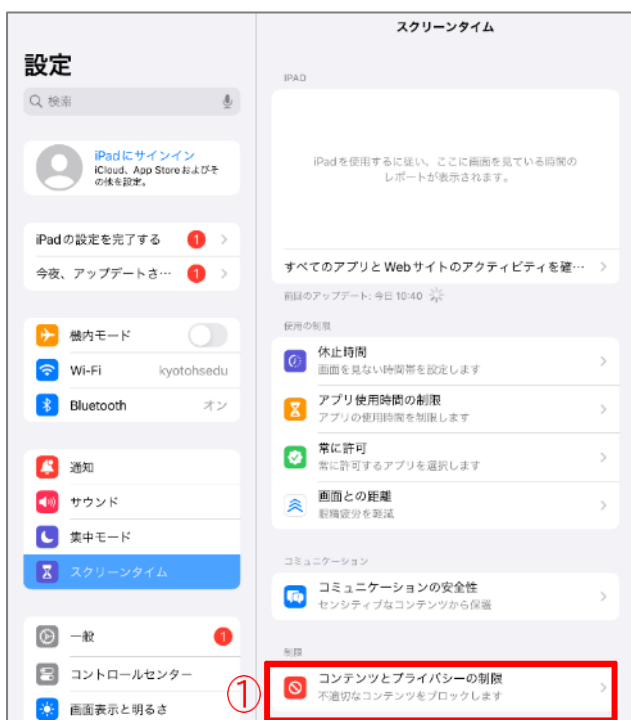 設定
検索
iPadにサインイン
iCloud、App Storeおよびそ
の他を設定。
iPadの設定を完了する 1
今夜、アップデートさ… 1
機内モード
Wi-Fi kyotohsedu
Bluetooth オン
通知
サウンド
集中モード
スクリーンタイム
一般 1
コントロールセンター
画面表示と明るさ
スクリーンタイム
IPAD
iPadを使用するに従い、ここに画面を見ている時間の
レポートが表示されます。
すべてのアプリとWebサイトのアクティビティを確…
前回のアップデート: 今日 10:40
使用の制限
休止時間
画面を見ない時間帯を設定します
アプリ使用時間の制限
アプリの使用時間を制限します
常に許可
常に許可するアプリを選択します
画面との距離
眼精疲労を軽減
コミュニケーション
コミュニケーションの安全性
センシティブなコンテンツから保護
制限
①
コンテンツとプライバシーの制限
不適切なコンテンツをブロックします